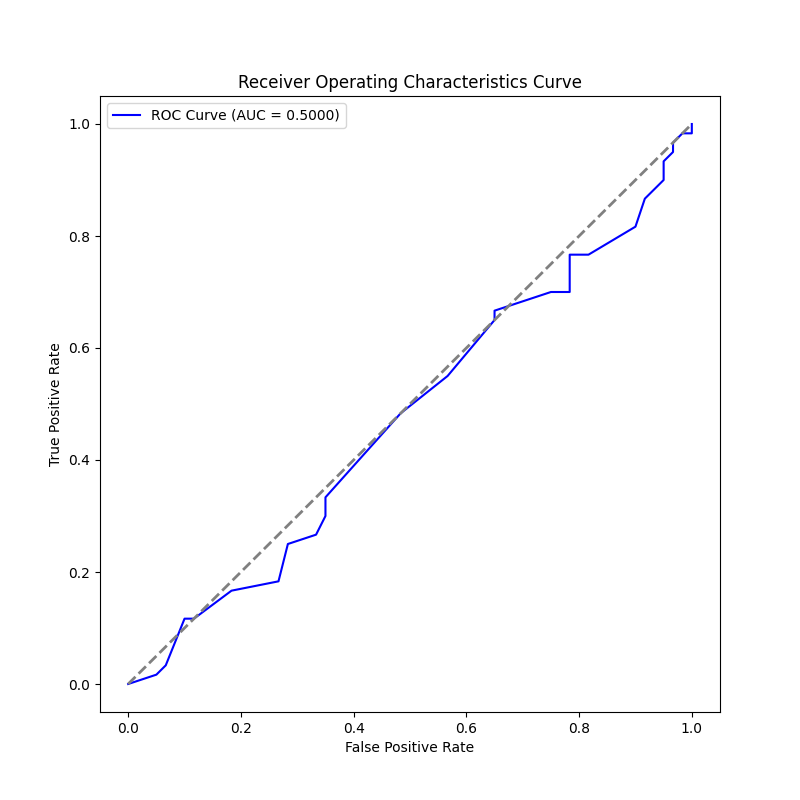 Receiver Operating Characteristics Curve
ROC Curve (AUC = 0.5000)
True Positive Rate
1.0
0.8
0.6
0.4
0.2
0.0
0.0 0.2 0.4 0.6 0.8 1.0
False Positive Rate